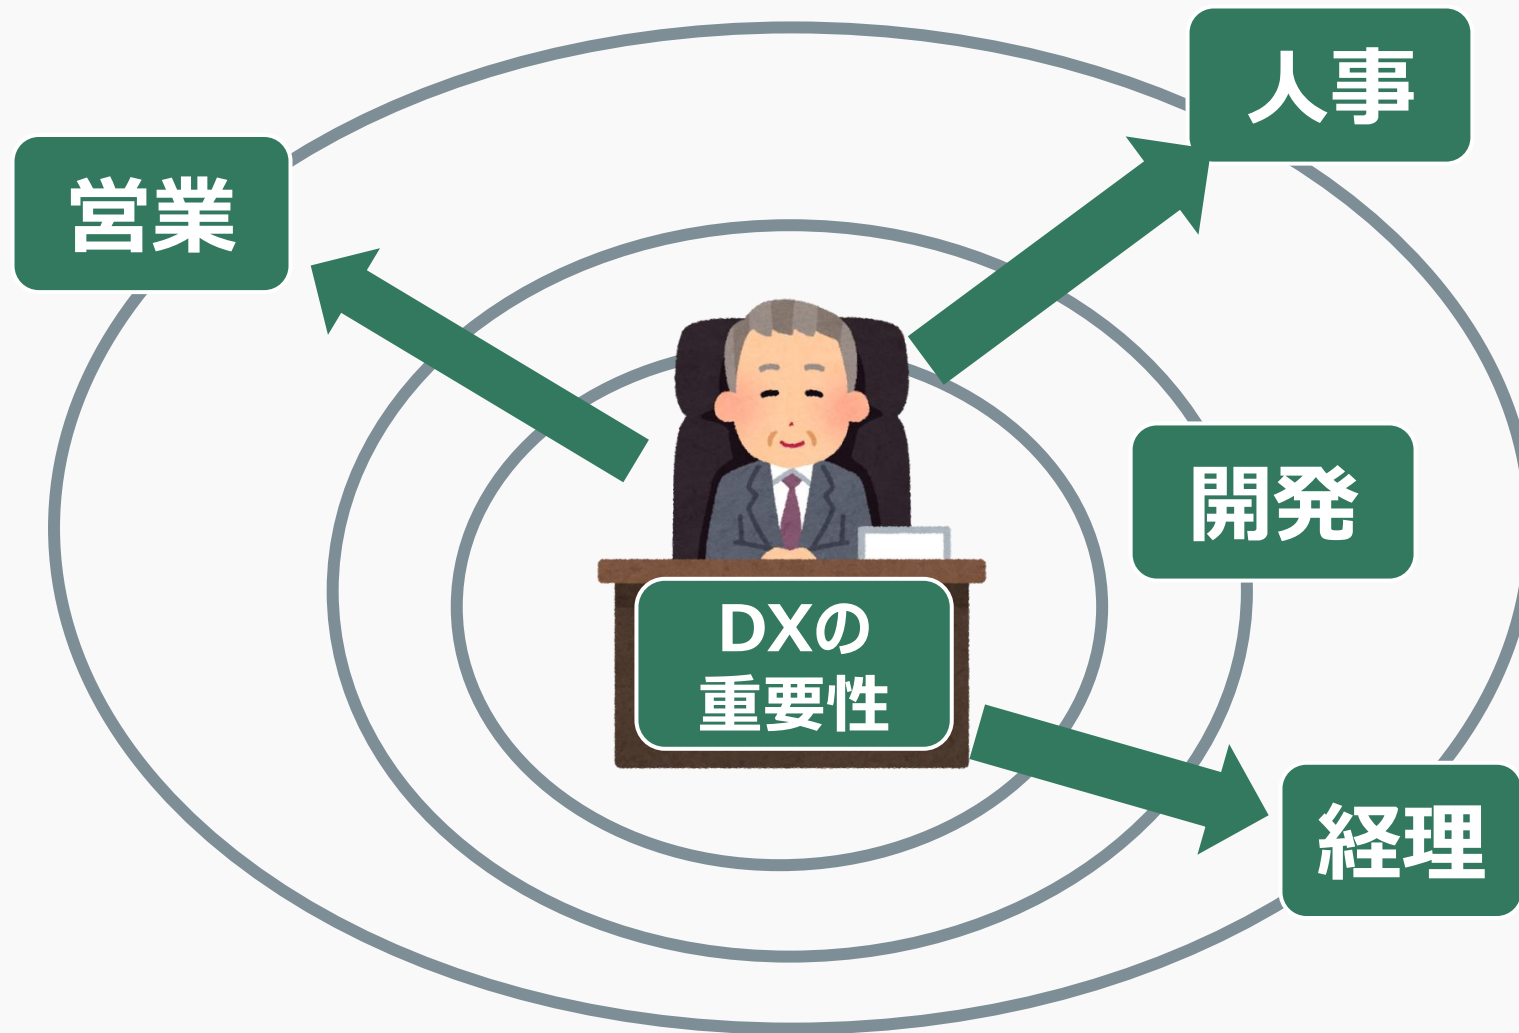 人事
営業
開発
DXの
重要性
経理